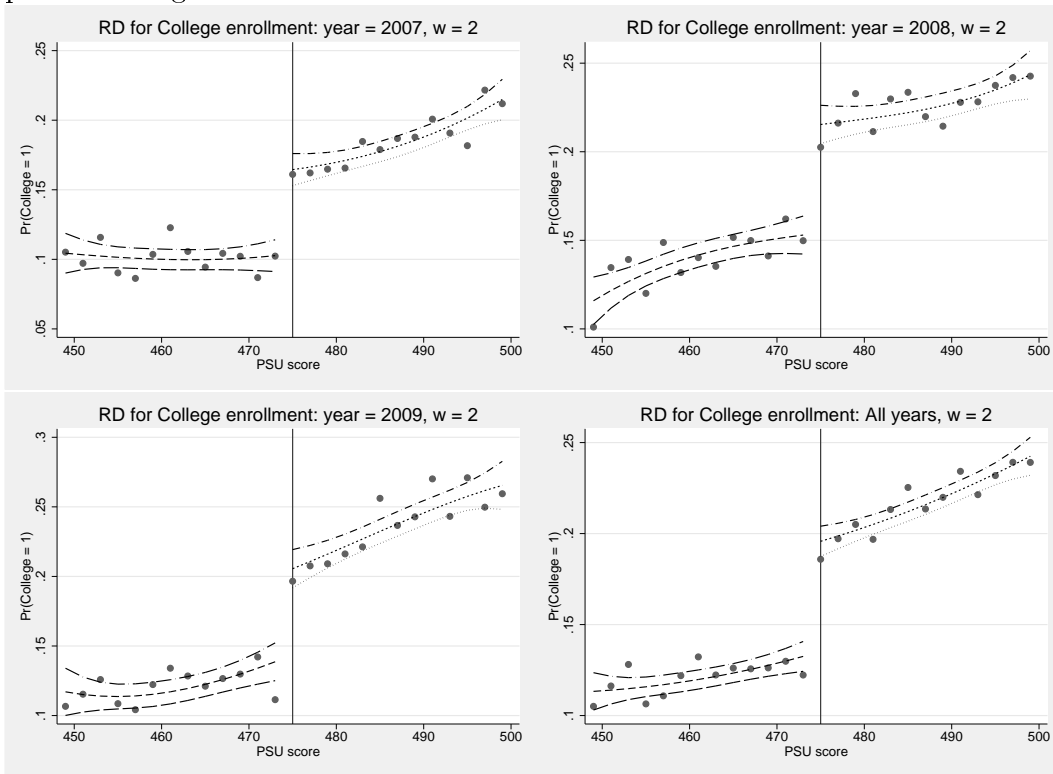 RD for College enrollment: year = 2007, w = 2
Pr(College = 1)
.05 .1 .15 .2 .25
450 460 470 480 490 500
PSU score
RD for College enrollment: year = 2008, w = 2
Pr(College = 1)
.1 .15 .2 .25
450 460 470 480 490 500
PSU score
RD for College enrollment: year = 2009, w = 2
Pr(College = 1)
.1 .15 .2 .25 .3
450 460 470 480 490 500
PSU score
RD for College enrollment: All years, w = 2
Pr(College = 1)
.1 .15 .2 .25
450 460 470 480 490 500
PSU score